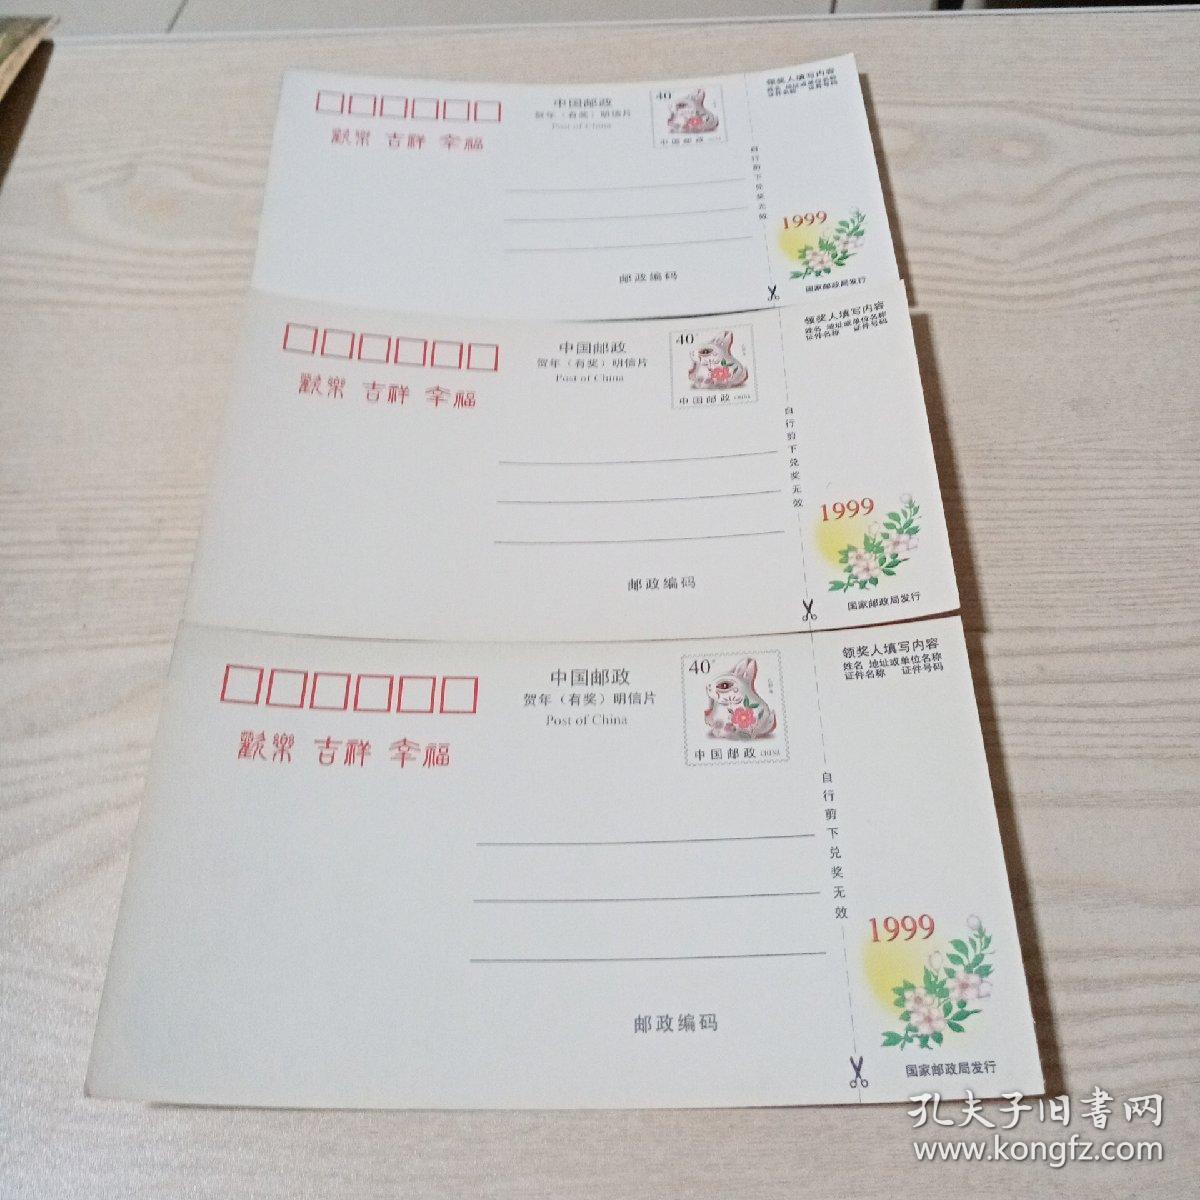 中国邮政
贺年（有奖）明信片
Post of China
40
中国邮政
歡樂 吉祥 幸福
领奖人填写内容
姓名 地址或单位名称
证件名称 证件号码
自行剪下兑奖无效
1999
邮政编码
国家邮政局发行
中国邮政
贺年（有奖）明信片
Post of China
40
中国邮政 CHINA
歡樂 吉祥 幸福
领奖人填写内容
姓名 地址或单位名称
证件名称 证件号码
自行剪下兑奖无效
1999
邮政编码
国家邮政局发行
中国邮政
贺年（有奖）明信片
Post of China
40
中国邮政 CHINA
歡樂 吉祥 幸福
领奖人填写内容
姓名 地址或单位名称
证件名称 证件号码
自行剪下兑奖无效
1999
邮政编码
国家邮政局发行
孔夫子旧書网
www.kongfz.com